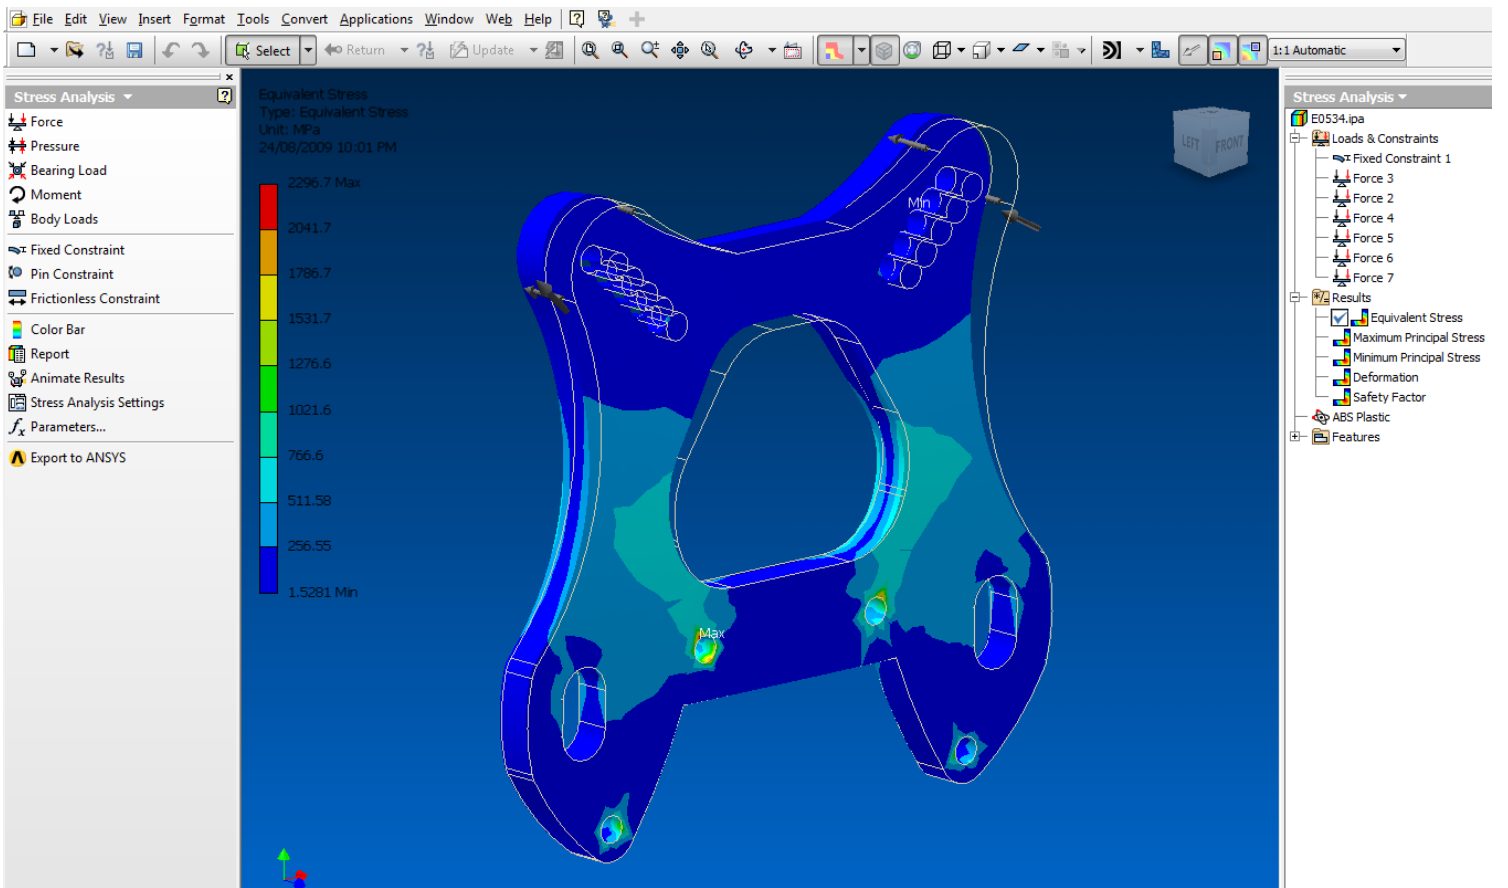 File Edit View Insert Format Tools Convert Applications Window Web Help
Select Return Update 1:1 Automatic
Stress Analysis
Force
Pressure
Bearing Load
Moment
Body Loads
Fixed Constraint
Pin Constraint
Frictionless Constraint
Color Bar
Report
Animate Results
Stress Analysis Settings
fx Parameters...
Export to ANSYS
Equivalent Stress
Type: Equivalent Stress
Unit: MPa
24/08/2009 10:01 PM
2296.7 Max
2041.7
1786.7
1531.7
1276.6
1021.6
766.6
511.58
256.55
1.5281 Min
Min
Max
LEFT FRONT
Stress Analysis
E0534.ipa
Loads & Constraints
Fixed Constraint 1
Force 3
Force 2
Force 4
Force 5
Force 6
Force 7
Results
Equivalent Stress
Maximum Principal Stress
Minimum Principal Stress
Deformation
Safety Factor
ABS Plastic
Features